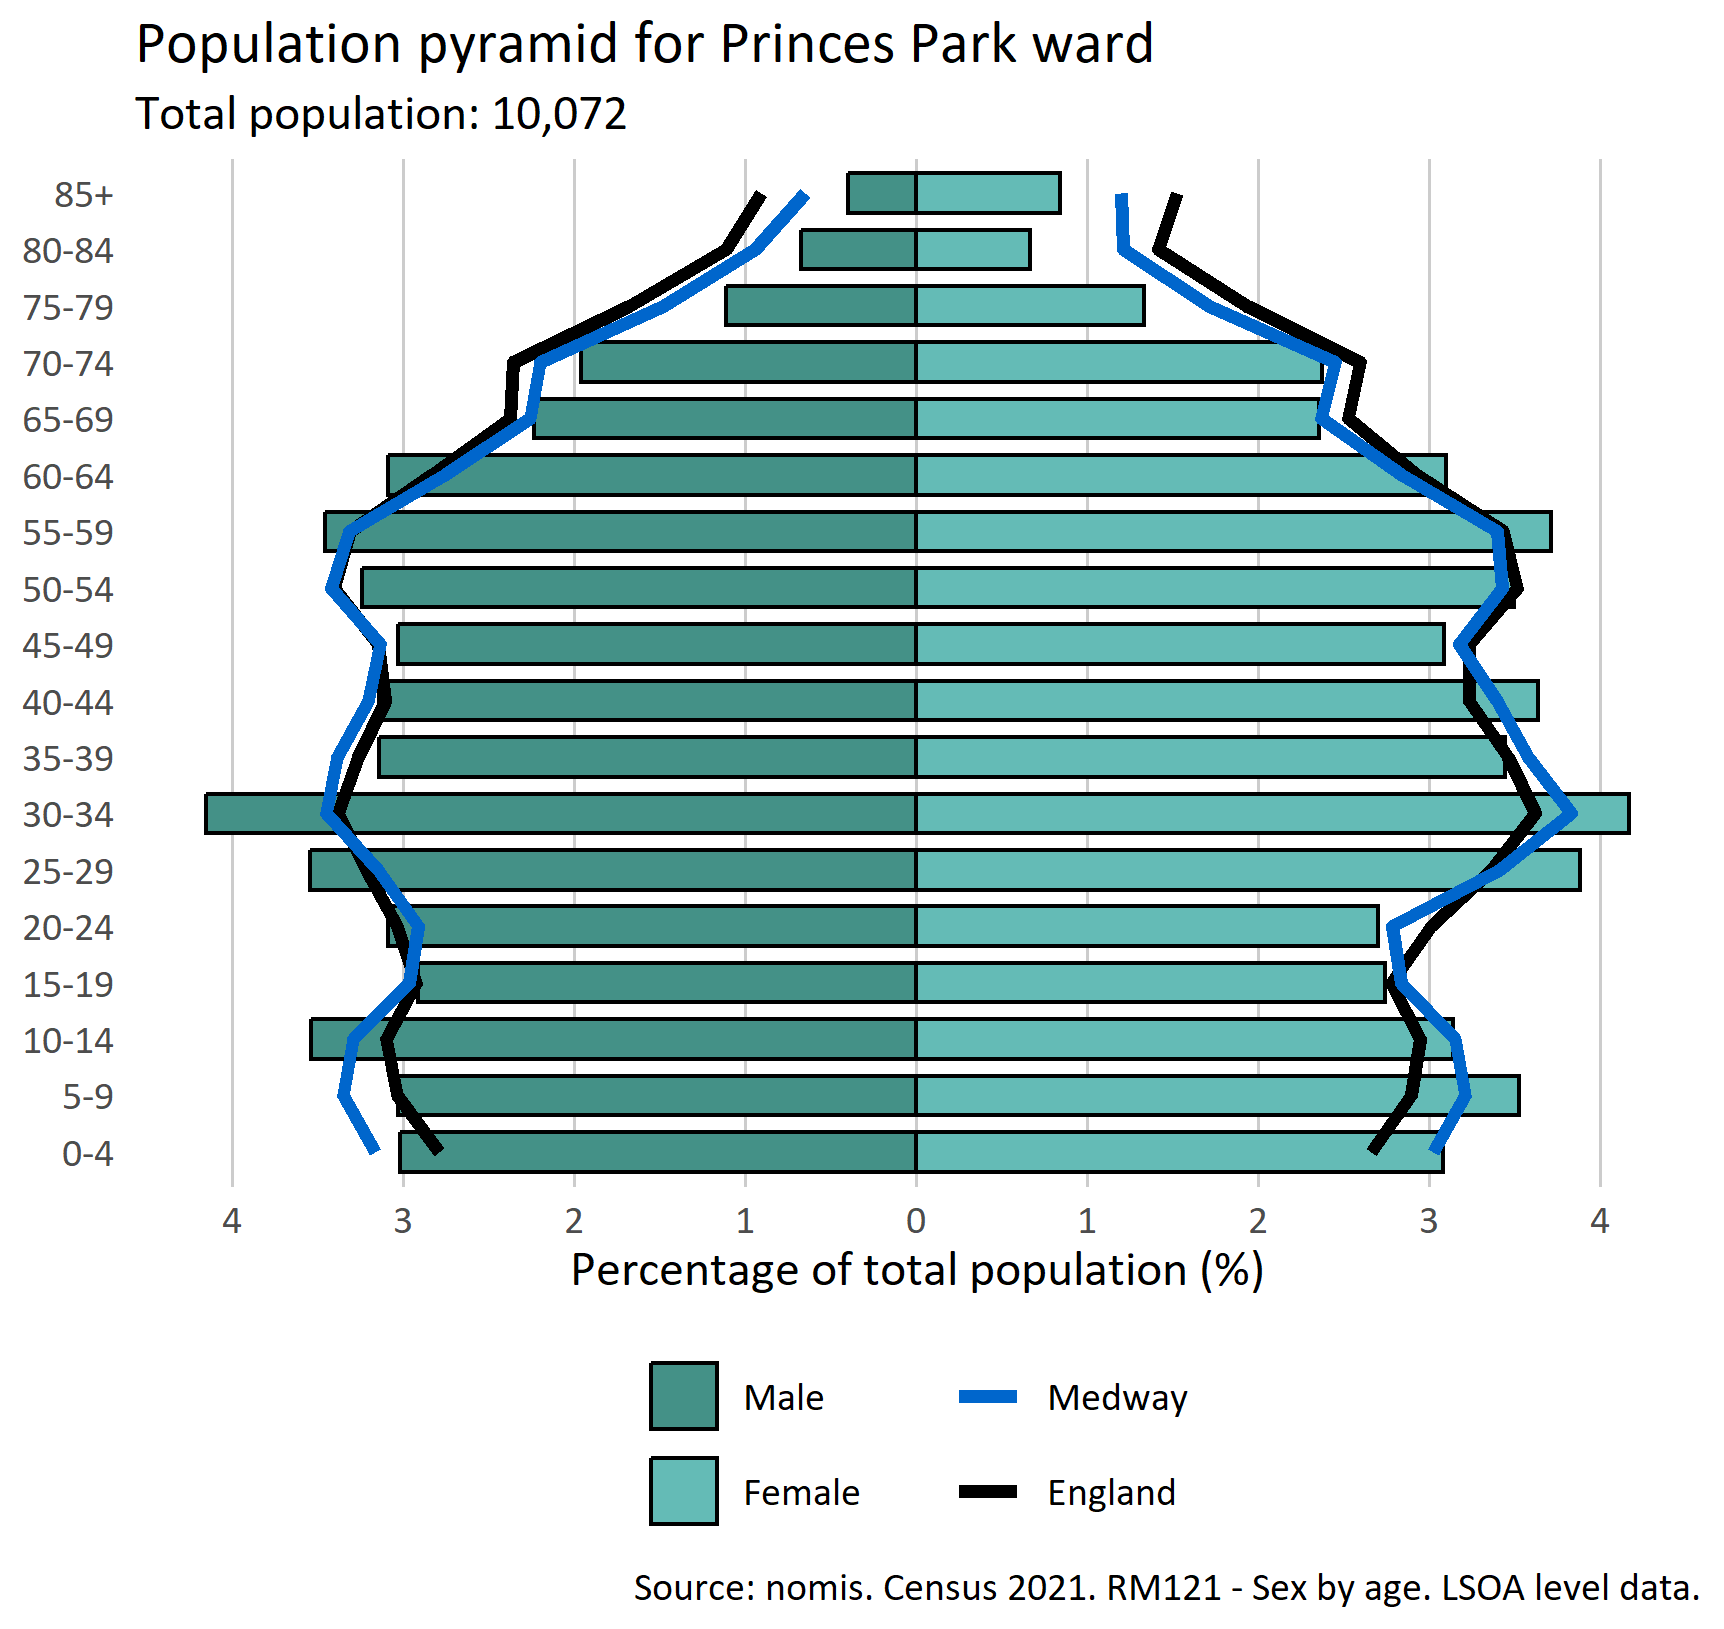 Population pyramid for Princes Park ward
Total population: 10,072
85+
80-84
75-79
70-74
65-69
60-64
55-59
50-54
45-49
40-44
35-39
30-34
25-29
20-24
15-19
10-14
5-9
0-4
4 3 2 1 0 1 2 3 4
Percentage of total population (%)
Male Medway
Female England
Source: nomis. Census 2021. RM121 - Sex by age. LSOA level data.